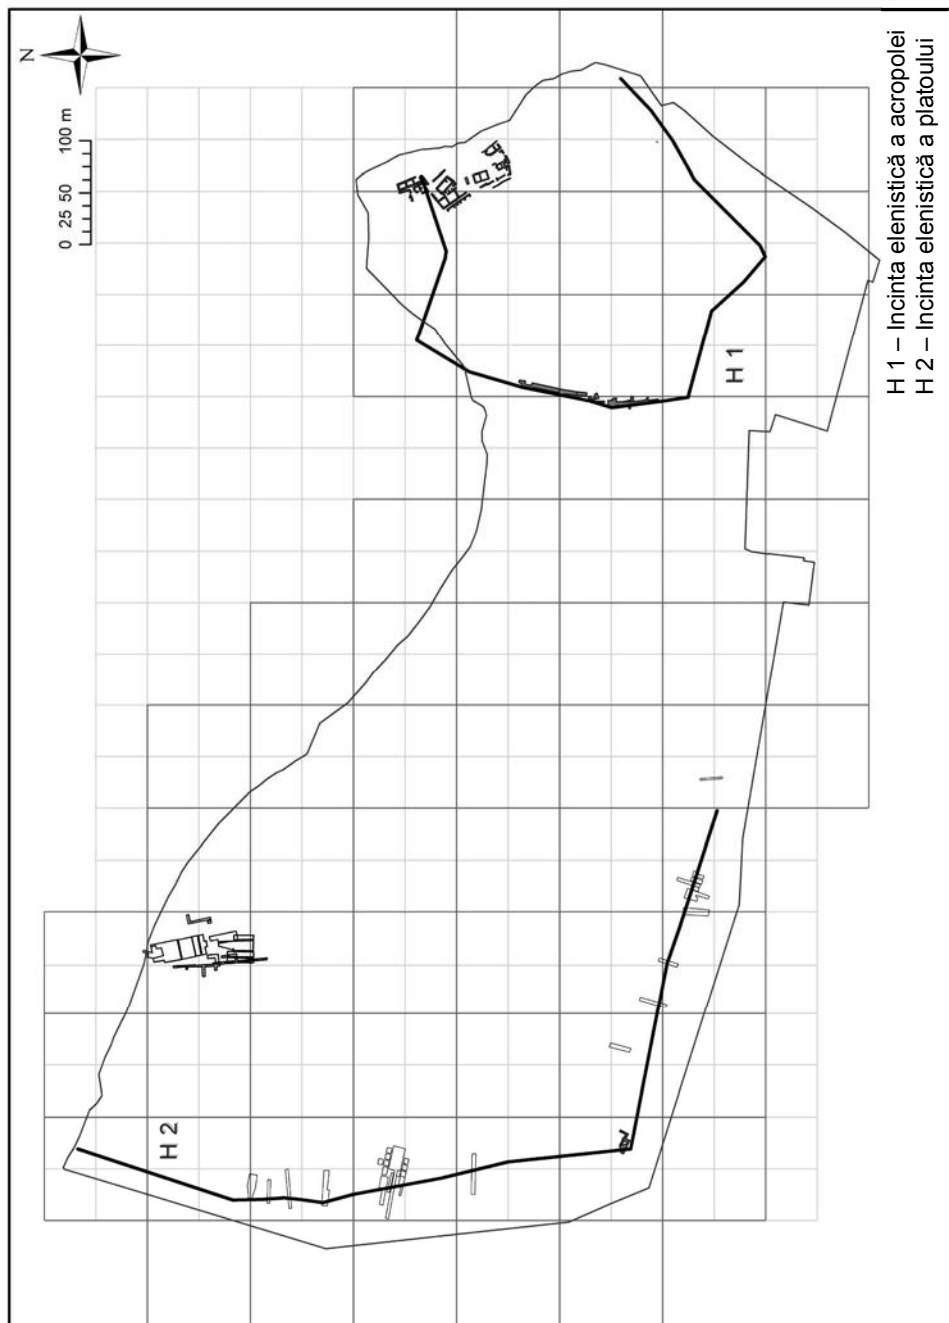 N
0 25 50 100 m
H 1
H 2
H 1 – Incinta elenistică a acropolei
H 2 – Incinta elenistică a platoului